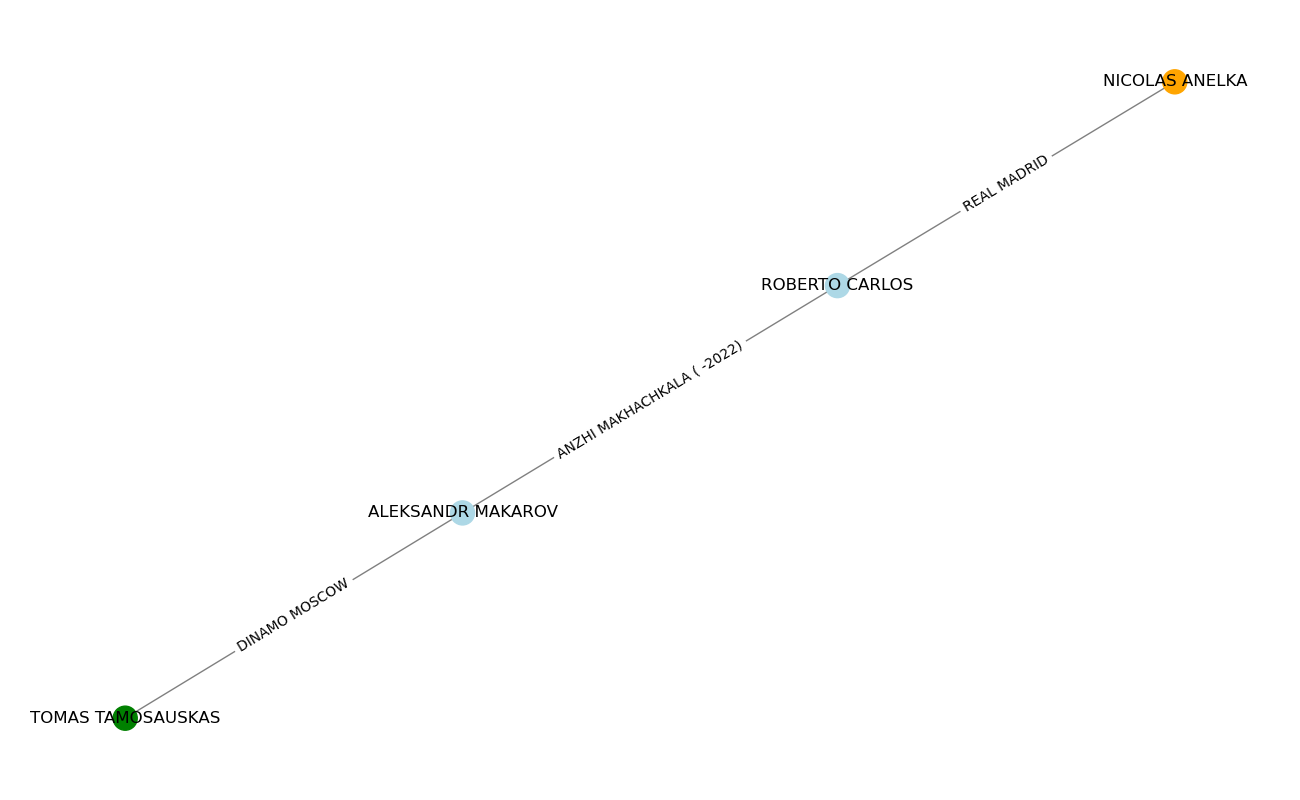 NICOLAS ANELKA
REAL MADRID
ROBERTO CARLOS
ANZHI MAKHACHKALA ( -2022)
ALEKSANDR MAKAROV
DINAMO MOSCOW
TOMAS TAMOSAUSKAS